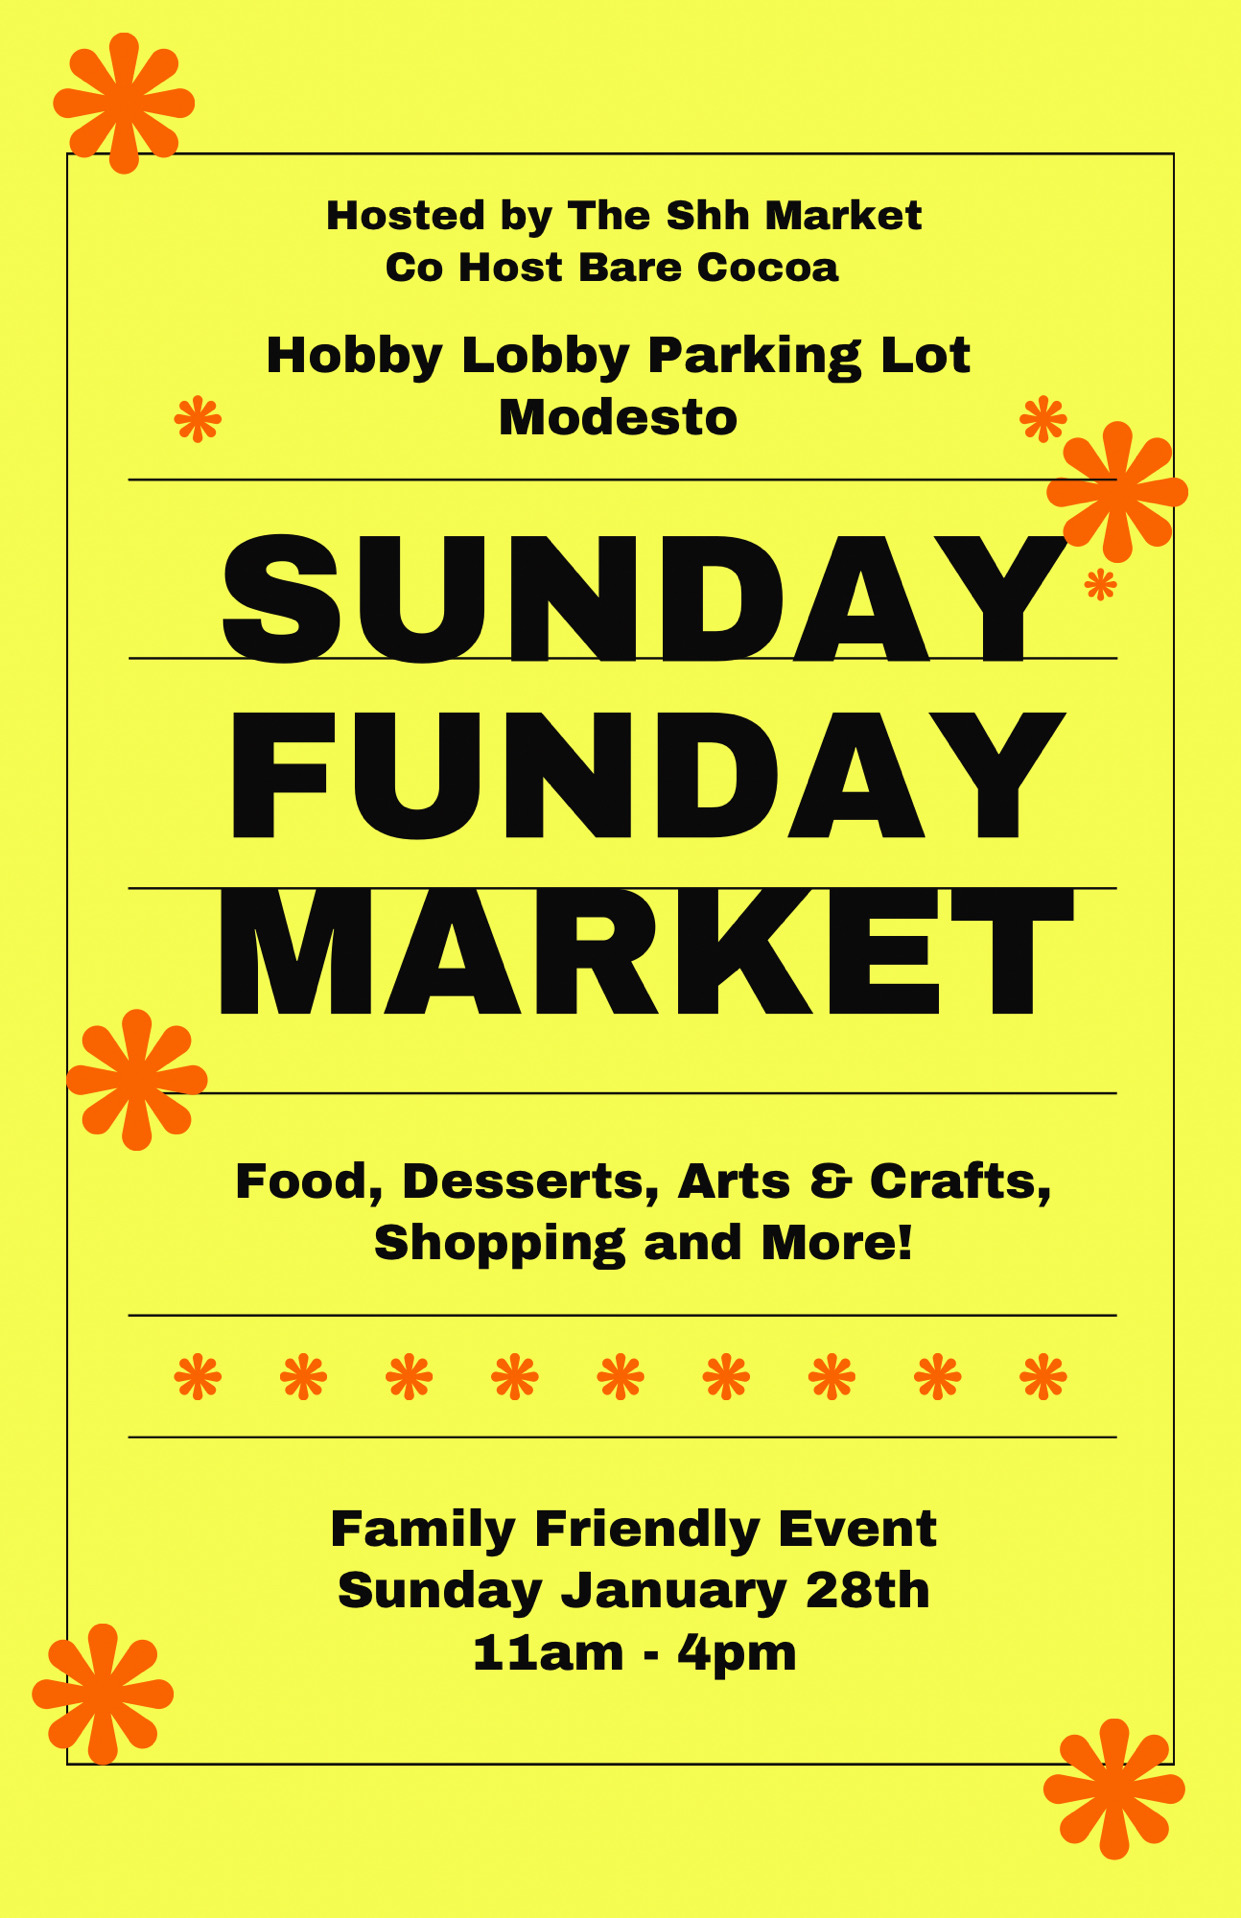 Hosted by The Shh Market
Co Host Bare Cocoa
Hobby Lobby Parking Lot
Modesto
SUNDAY
FUNDAY
MARKET
Food, Desserts, Arts & Crafts,
Shopping and More!
Family Friendly Event
Sunday January 28th
11am - 4pm